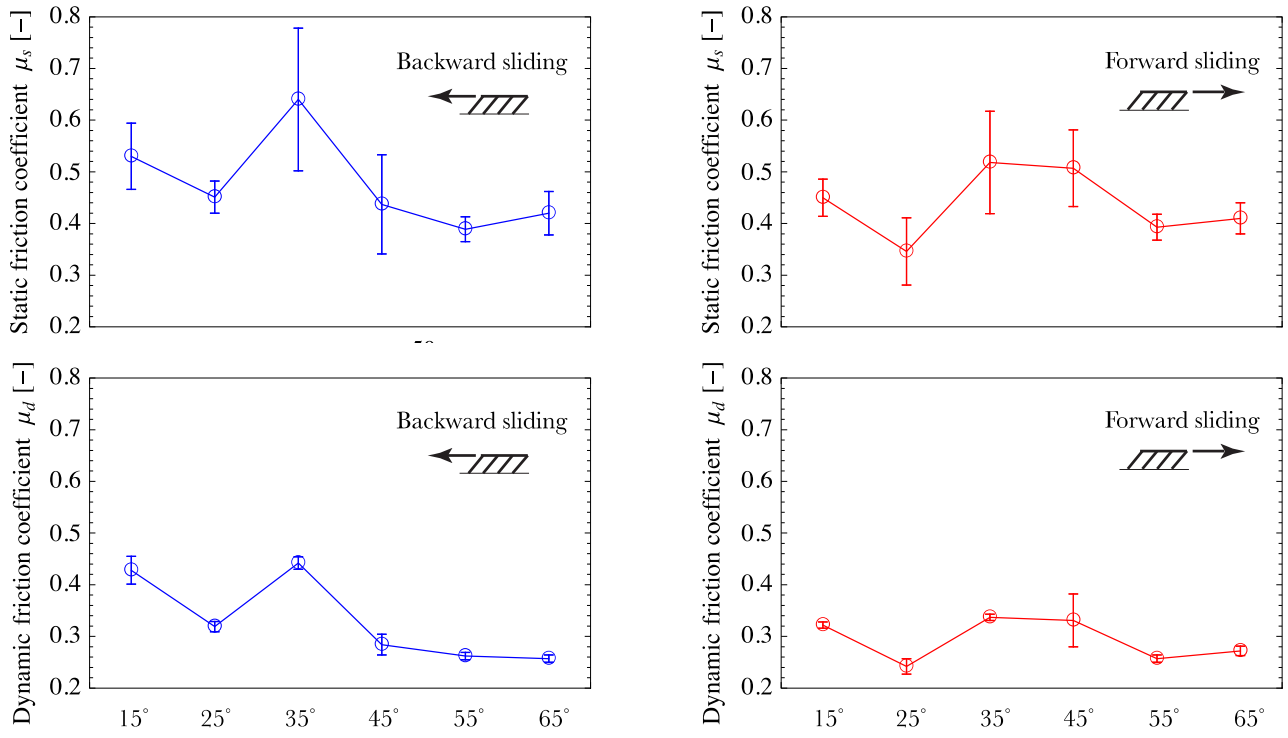 Static friction coefficient μs [−]
0.8
0.7
0.6
0.5
0.4
0.3
0.2
Backward sliding
Static friction coefficient μs [−]
0.8
0.7
0.6
0.5
0.4
0.3
0.2
Forward sliding
Dynamic friction coefficient μd [−]
0.8
0.7
0.6
0.5
0.4
0.3
0.2
Backward sliding
15° 25° 35° 45° 55° 65°
Dynamic friction coefficient μd [−]
0.8
0.7
0.6
0.5
0.4
0.3
0.2
Forward sliding
15° 25° 35° 45° 55° 65°